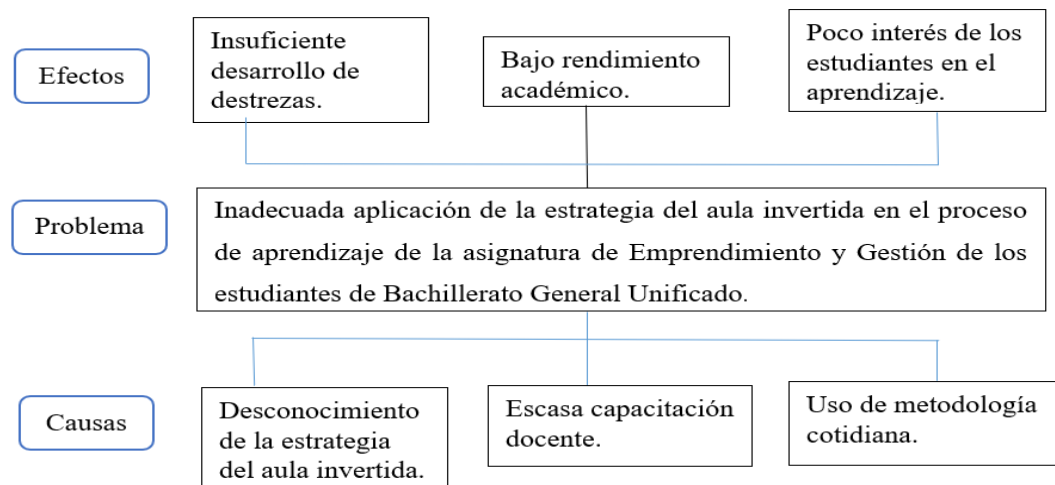 Efectos
Insuficiente
desarrollo de
destrezas.
Bajo rendimiento
académico.
Poco interés de los
estudiantes en el
aprendizaje.
Problema
Inadecuada aplicación de la estrategia del aula invertida en el proceso
de aprendizaje de la asignatura de Emprendimiento y Gestión de los
estudiantes de Bachillerato General Unificado.
Causas
Desconocimiento
de la estrategia
del aula invertida.
Escasa capacitación
docente.
Uso de metodología
cotidiana.